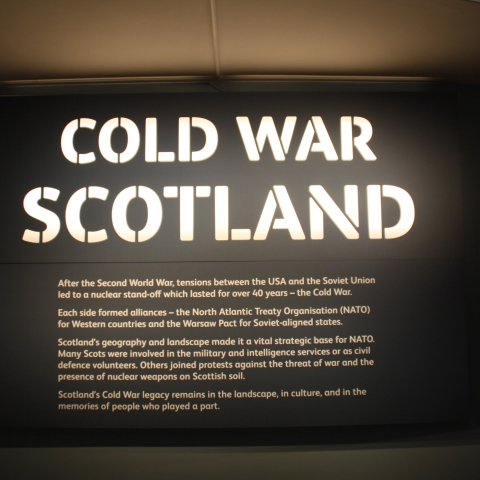 COLD WAR
SCOTLAND
After the Second World War, tensions between the USA and the Soviet Union
led to a nuclear stand-off which lasted for over 40 years – the Cold War.
Each side formed alliances – the North Atlantic Treaty Organisation (NATO)
for Western countries and the Warsaw Pact for Soviet-aligned states.
Scotland's geography and landscape made it a vital strategic base for NATO.
Many Scots were involved in the military and intelligence services or as civil
defence volunteers. Others joined protests against the threat of war and the
presence of nuclear weapons on Scottish soil.
Scotland's Cold War legacy remains in the landscape, in culture, and in the
memories of people who played a part.